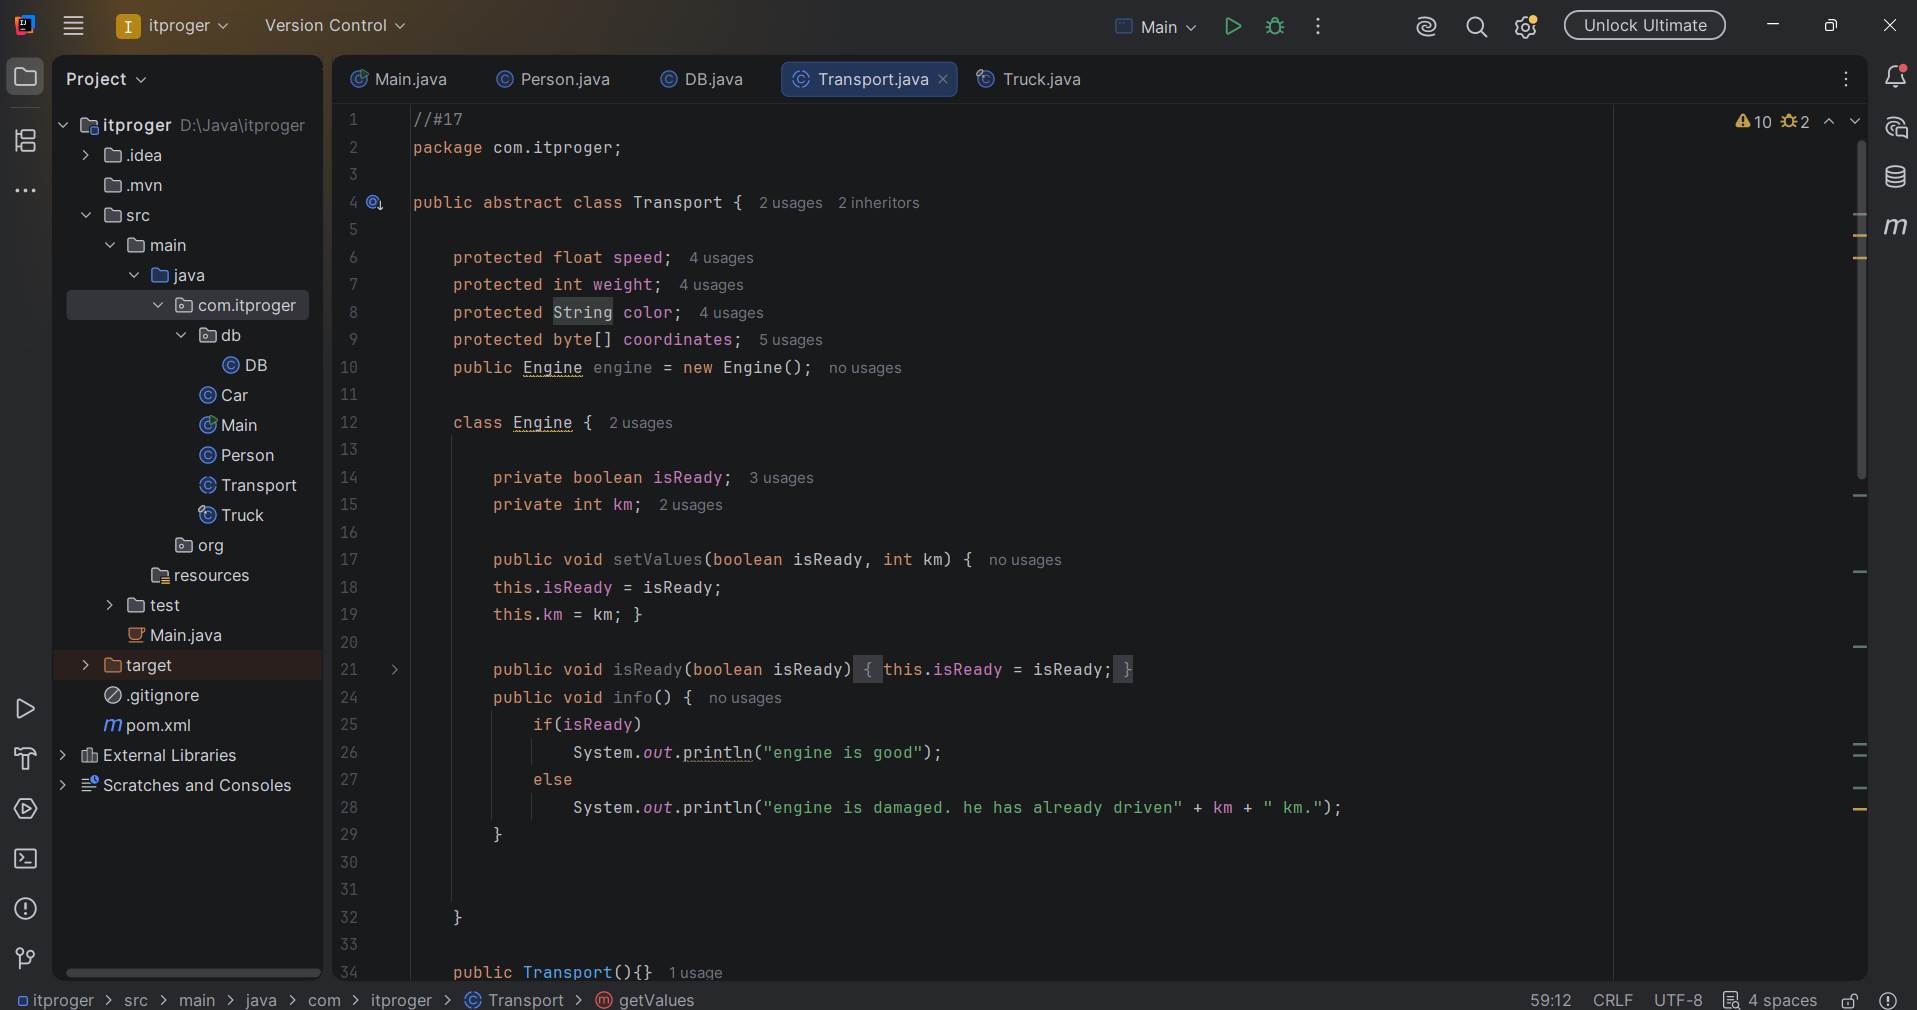 itproger
Version Control
Main
Unlock Ultimate
Project
Main.java
Person.java
DB.java
Transport.java
Truck.java
itproger D:\Java\itproger
.idea
.mvn
src
main
java
com.itproger
db
DB
Car
Main
Person
Transport
Truck
org
resources
test
Main.java
target
.gitignore
pom.xml
External Libraries
Scratches and Consoles
10 2
1 //#17
2 package com.itproger;
3
4 public abstract class Transport { 2 usages 2 inheritors
5
6 protected float speed; 4 usages
7 protected int weight; 4 usages
8 protected String color; 4 usages
9 protected byte[] coordinates; 5 usages
10 public Engine engine = new Engine(); no usages
11
12 class Engine { 2 usages
13
14 private boolean isReady; 3 usages
15 private int km; 2 usages
16
17 public void setValues(boolean isReady, int km) { no usages
18 this.isReady = isReady;
19 this.km = km; }
20
21 public void isReady(boolean isReady) { this.isReady = isReady; }
24 public void info() { no usages
25 if(isReady)
26 System.out.println("engine is good");
27 else
28 System.out.println("engine is damaged. he has already driven" + km + " km.");
29 }
30
31
32 }
33
34 public Transport(){} 1 usage
itproger > src > main > java > com > itproger > Transport > getValues
59:12 CRLF UTF-8 4 spaces